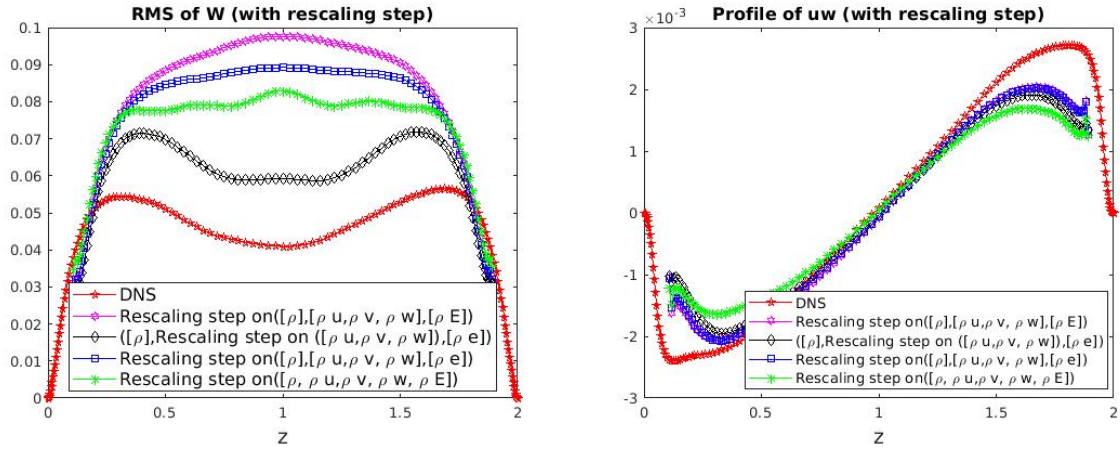 RMS of W (with rescaling step)
0.1
0.09
0.08
0.07
0.06
0.05
0.04
0.03
0.02
0.01
0
0
0.5
1
1.5
2
Z
DNS
Rescaling step on([ρ],[ρ u,ρ v, ρ w],[ρ E])
([ρ],Rescaling step on ([ρ u,ρ v, ρ w]),[ρ e])
Rescaling step on([ρ],[ρ u,ρ v, ρ w],[ρ e])
Rescaling step on([ρ, ρ u,ρ v, ρ w, ρ E])
Profile of uw (with rescaling step)
×10⁻³
3
2
1
0
-1
-2
-3
0
0.5
1
1.5
2
Z
DNS
Rescaling step on([ρ],[ρ u,ρ v, ρ w],[ρ E])
([ρ],Rescaling step on ([ρ u,ρ v, ρ w]),[ρ e])
Rescaling step on([ρ],[ρ u,ρ v, ρ w],[ρ e])
Rescaling step on([ρ, ρ u,ρ v, ρ w, ρ E])